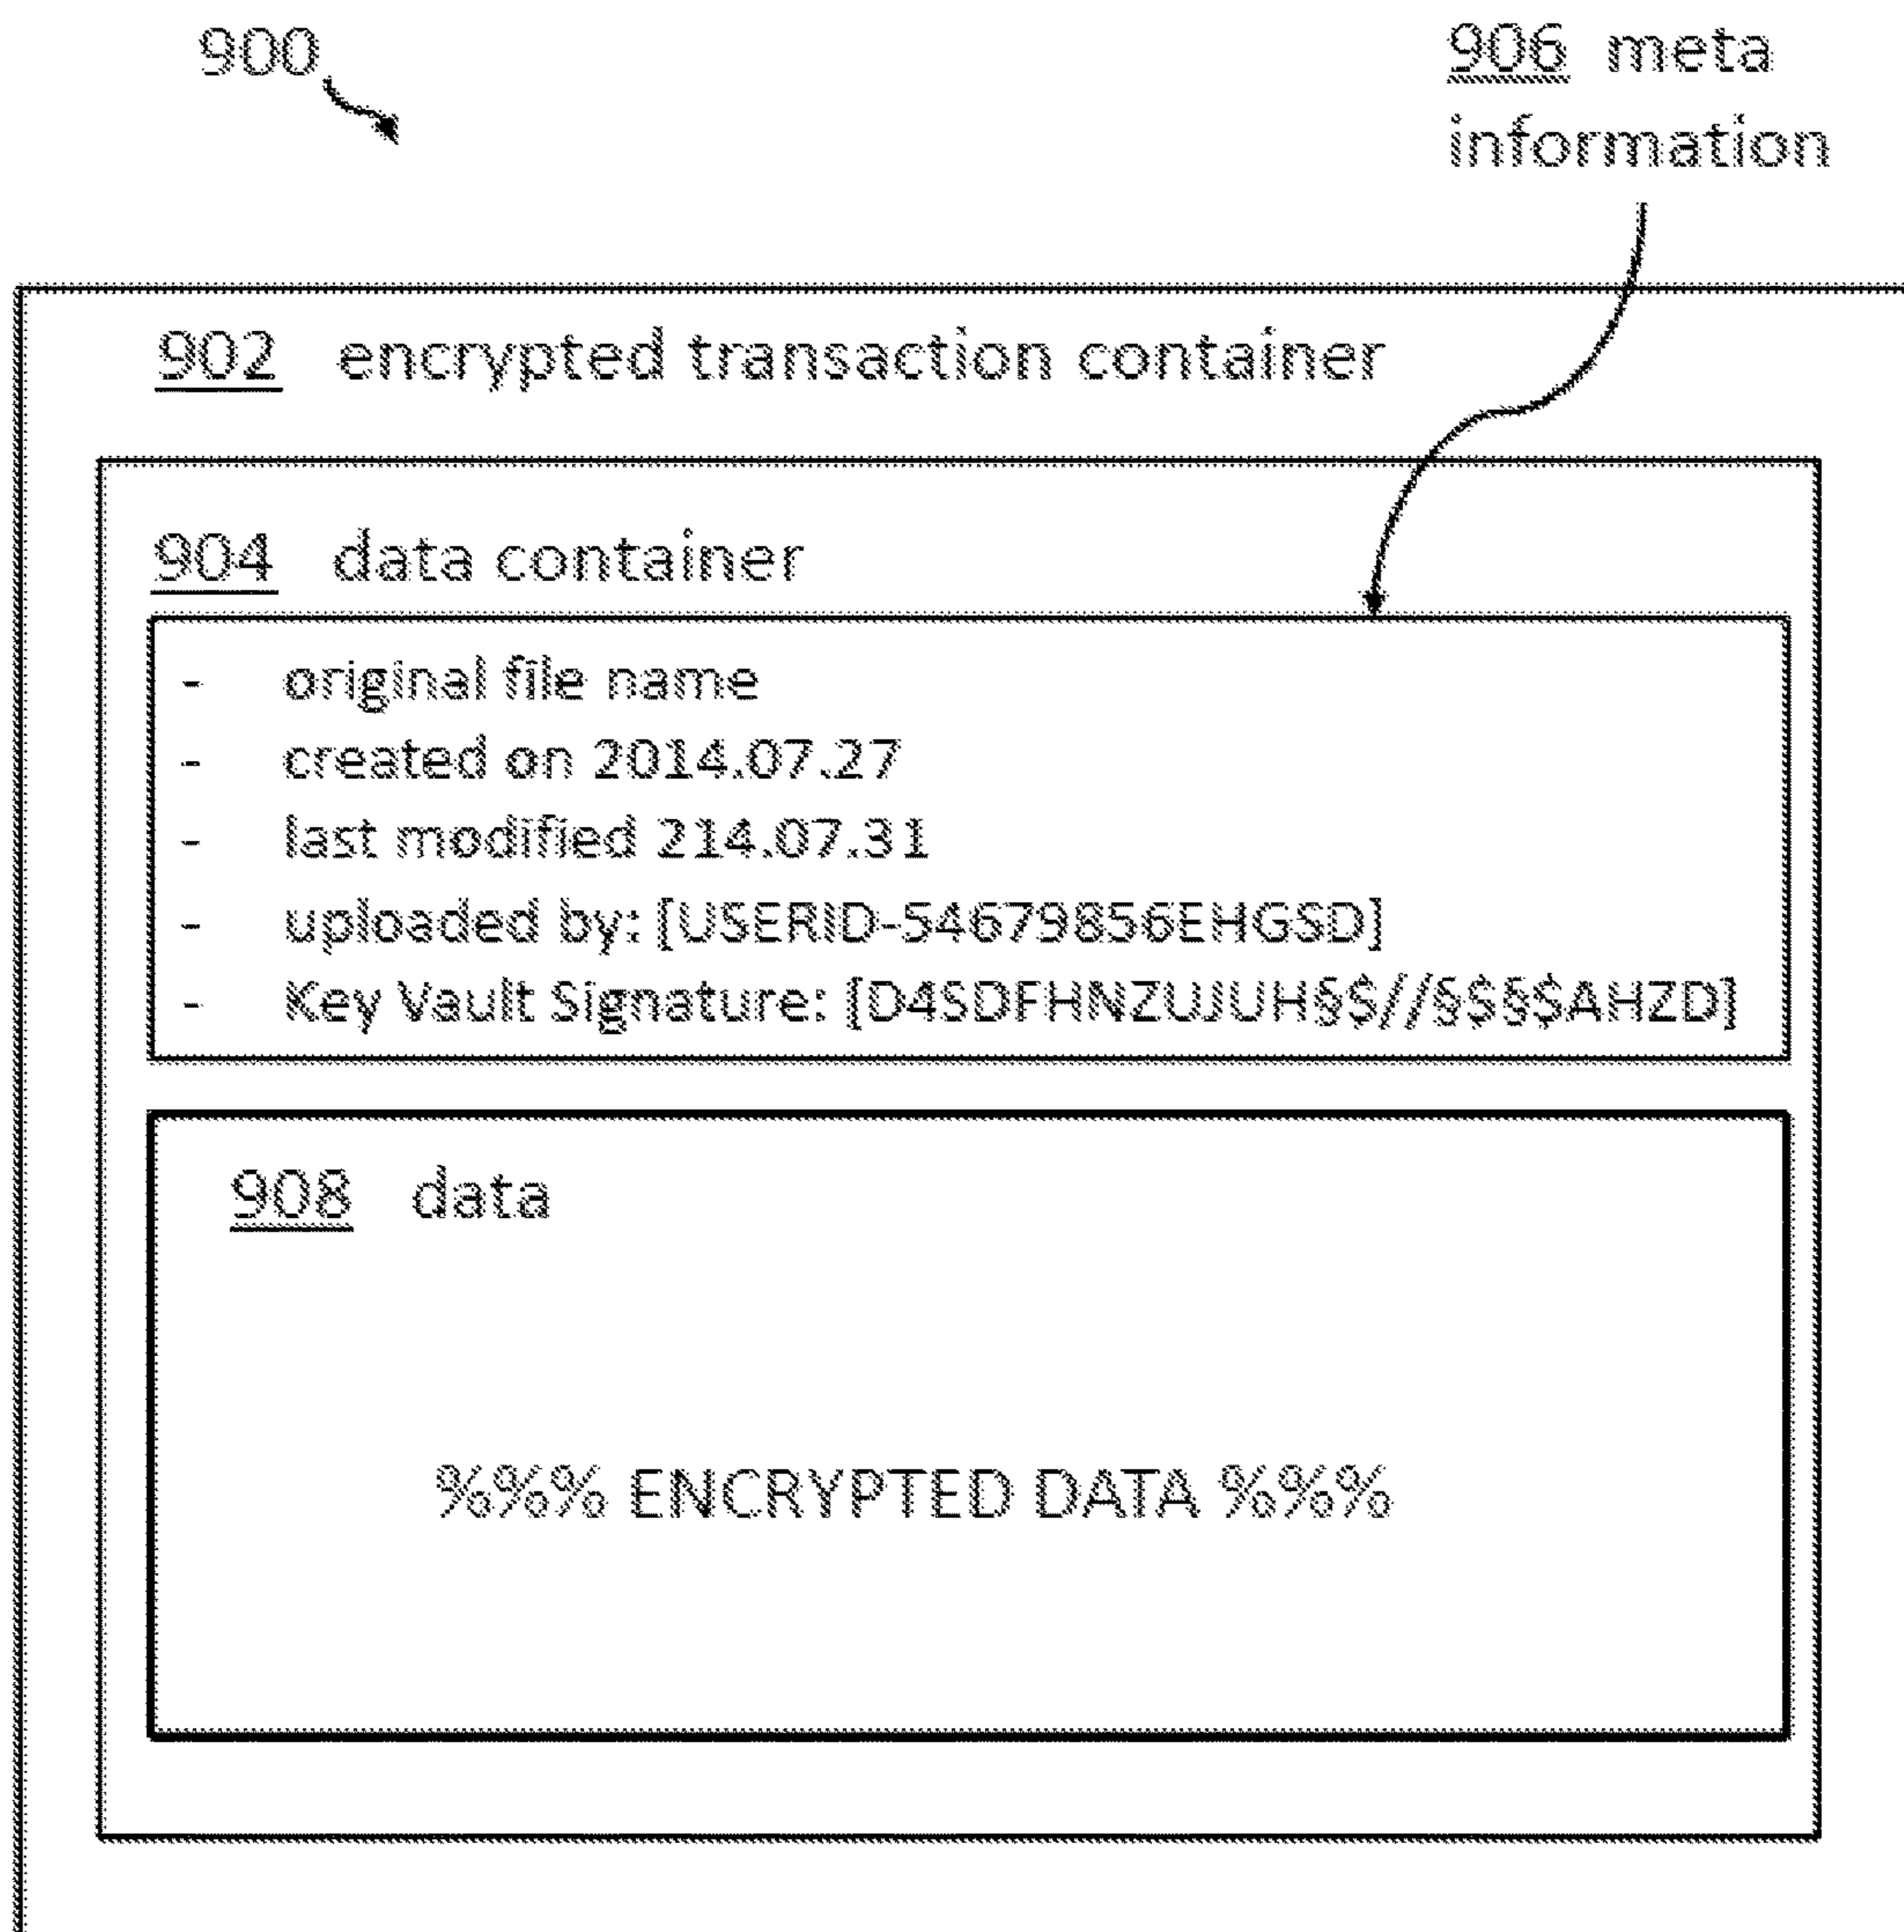 900
906 meta
information
902 encrypted transaction container
904 data container
- original file name
- created on 2014.07.27
- last modified 214.07.31
- uploaded by: [USERID-54679856EHGSD]
- Key Vault Signature: [D4SDFHNZUJUH§$//§$§$AHZD]
908 data
%%% ENCRYPTED DATA %%%